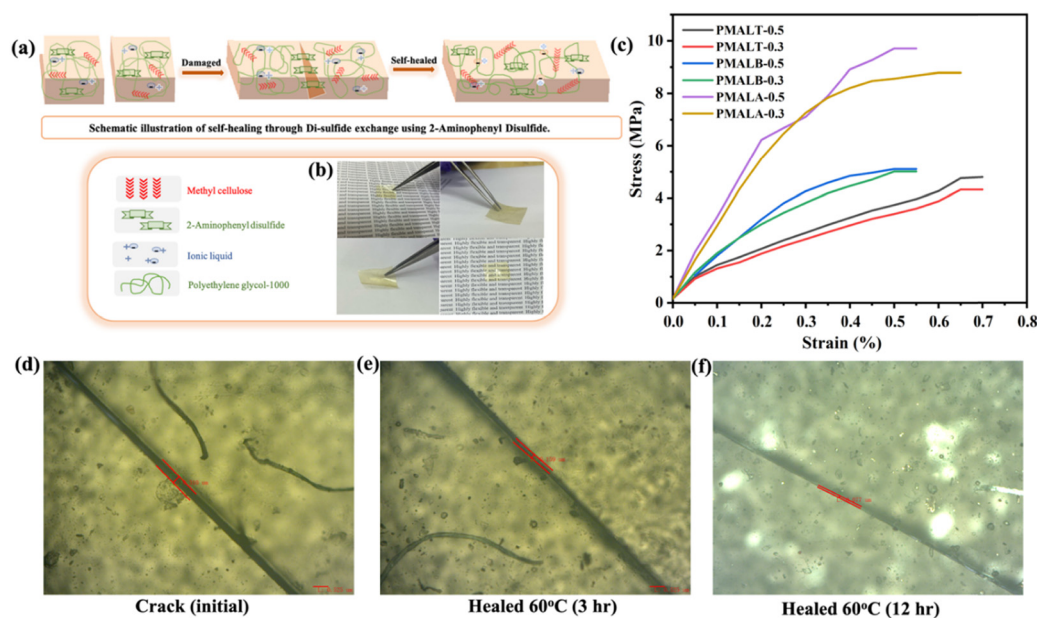 (a)
Damaged
Self-healed
Schematic illustration of self-healing through Di-sulfide exchange using 2-Aminophenyl Disulfide.
Methyl cellulose
2-Aminophenyl disulfide
Ionic liquid
Polyethylene glycol-1000
(b)
Highly flexible and transparent
(c)
PMALT-0.5
PMALT-0.3
PMALB-0.5
PMALB-0.3
PMALA-0.5
PMALA-0.3
Stress (MPa)
10
8
6
4
2
0
0.0 0.1 0.2 0.3 0.4 0.5 0.6 0.7 0.8
Strain (%)
(d)
Crack (initial)
(e)
Healed 60°C (3 hr)
(f)
Healed 60°C (12 hr)